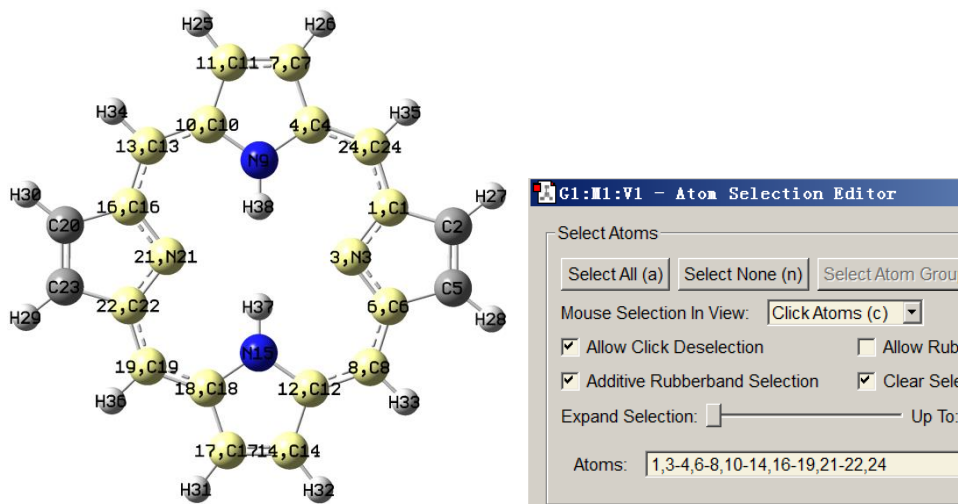 H25 H26
11,C11 7,C7
H34 10,C10 4,C4 H35
13,C13 N9 24,C24
H38
H30 16,C16 1,C1 H27
C20 C2
21,N21 3,N3
C23 C5
H29 22,C22 H37 6,C6 H28
19,C19 N15 8,C8
H36 18,C18 12,C12 H33
17,C17 14,C14
H31 H32
G1:M1:V1 - Atom Selection Editor
Select Atoms
Select All (a) Select None (n) Select Atom Grou
Mouse Selection In View: Click Atoms (c)
Allow Click Deselection Allow Rub
Additive Rubberband Selection Clear Sele
Expand Selection: Up To:
Atoms: 1,3-4,6-8,10-14,16-19,21-22,24